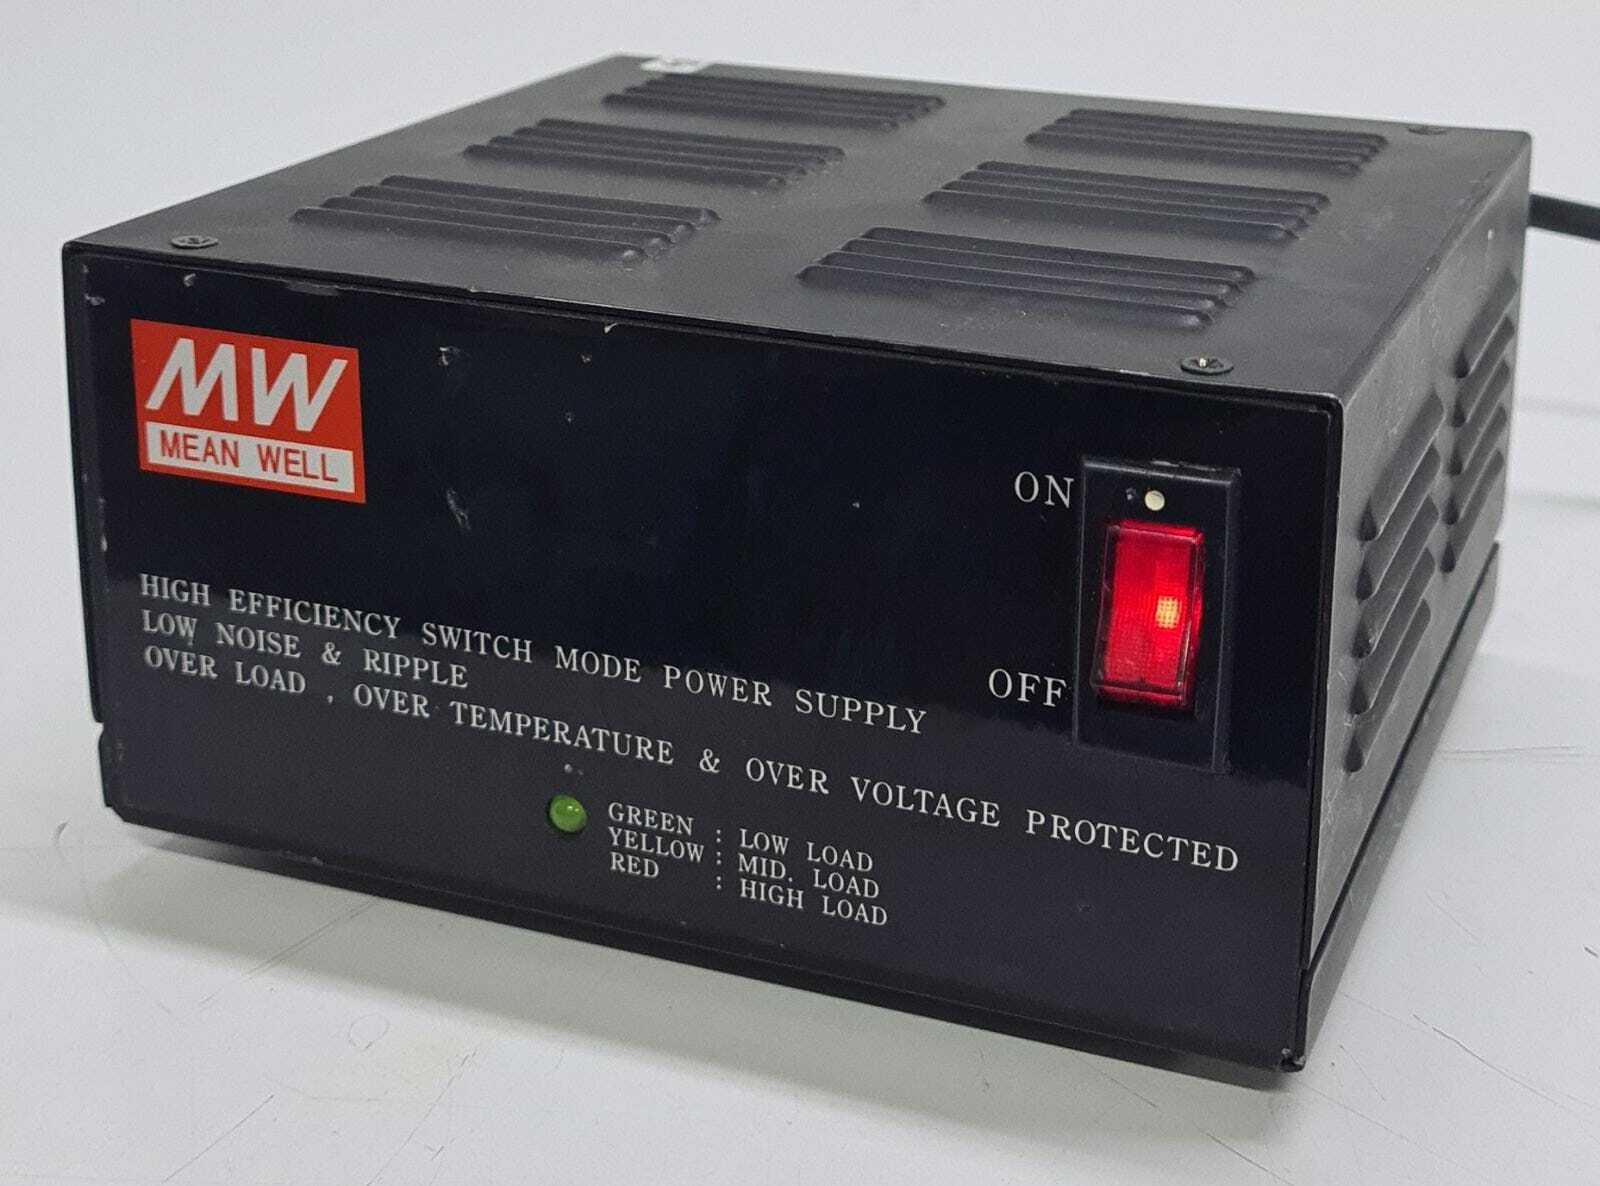 MW
MEAN WELL
ON
OFF
HIGH EFFICIENCY SWITCH MODE POWER SUPPLY
LOW NOISE & RIPPLE
OVER LOAD , OVER TEMPERATURE & OVER VOLTAGE PROTECTED
GREEN : LOW LOAD
YELLOW : MID. LOAD
RED : HIGH LOAD